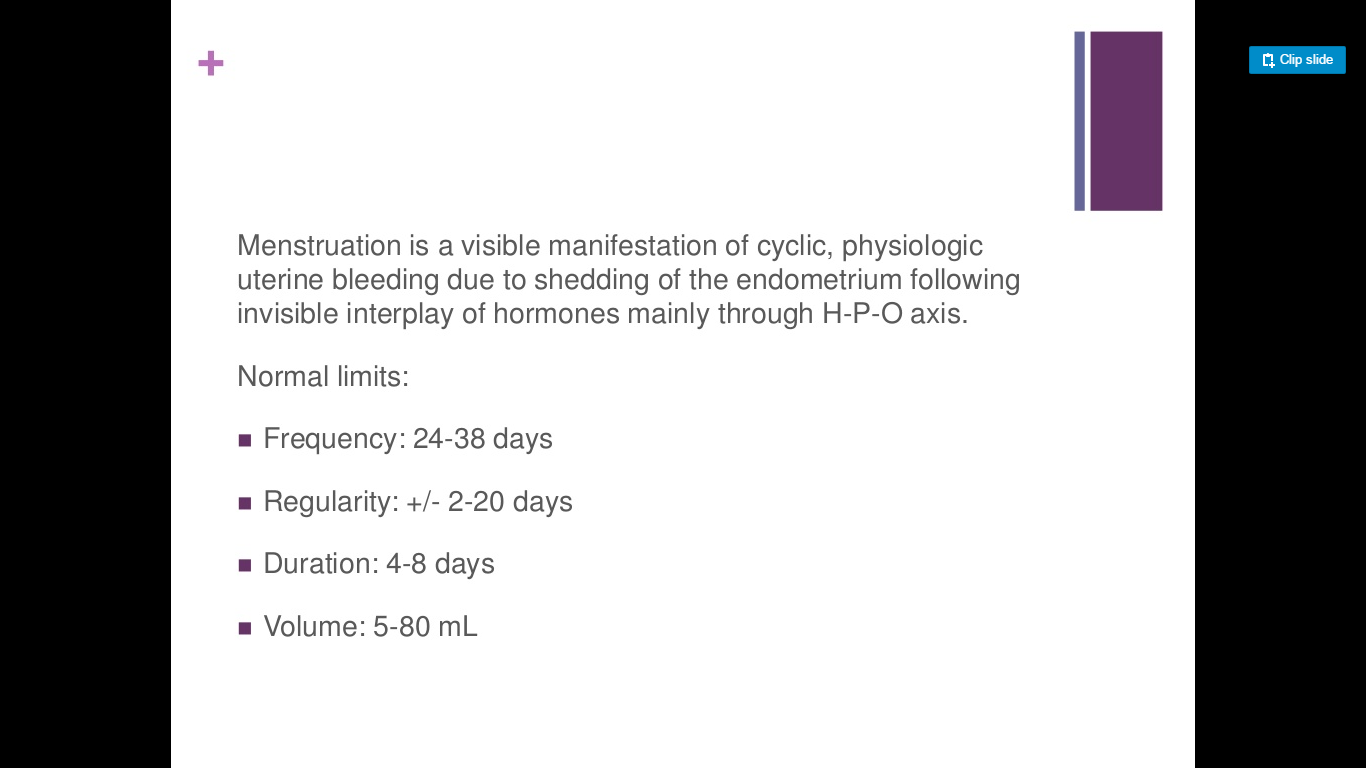 +
Clip slide
Menstruation is a visible manifestation of cyclic, physiologic
uterine bleeding due to shedding of the endometrium following
invisible interplay of hormones mainly through H-P-O axis.
Normal limits:
■ Frequency: 24-38 days
■ Regularity: +/- 2-20 days
■ Duration: 4-8 days
■ Volume: 5-80 mL